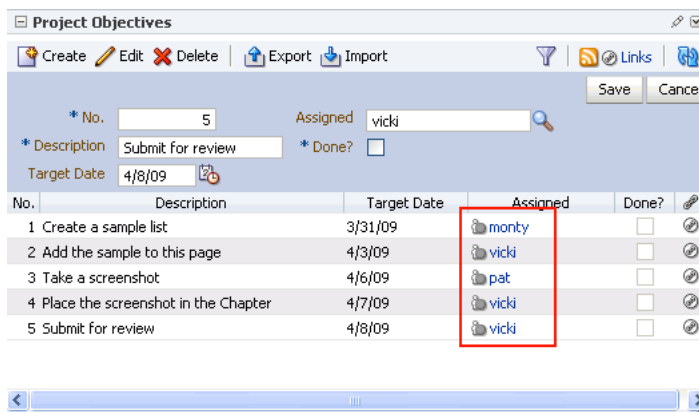 Project Objectives
Create Edit Delete Export Import Links
Save Cance
* No. 5 Assigned vicki
* Description Submit for review * Done?
Target Date 4/8/09
No. Description Target Date Assigned Done?
1 Create a sample list 3/31/09 monty
2 Add the sample to this page 4/3/09 vicki
3 Take a screenshot 4/6/09 pat
4 Place the screenshot in the Chapter 4/7/09 vicki
5 Submit for review 4/8/09 vicki